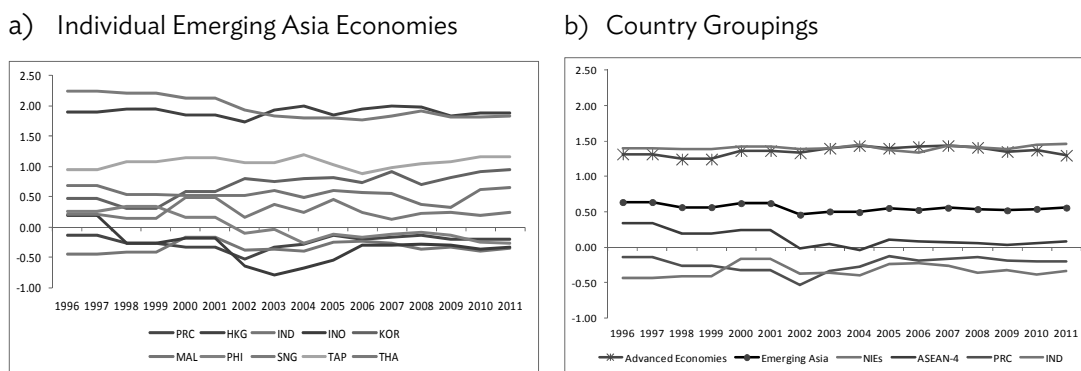 a) Individual Emerging Asia Economies
2.50
2.00
1.50
1.00
0.50
0.00
-0.50
-1.00
1996 1997 1998 1999 2000 2001 2002 2003 2004 2005 2006 2007 2008 2009 2010 2011
PRC HKG IND INO KOR
MAL PHI SNG TAP THA
b) Country Groupings
2.50
2.00
1.50
1.00
0.50
0.00
-0.50
-1.00
1996 1997 1998 1999 2000 2001 2002 2003 2004 2005 2006 2007 2008 2009 2010 2011
Advanced Economies Emerging Asia NIEs ASEAN-4 PRC IND